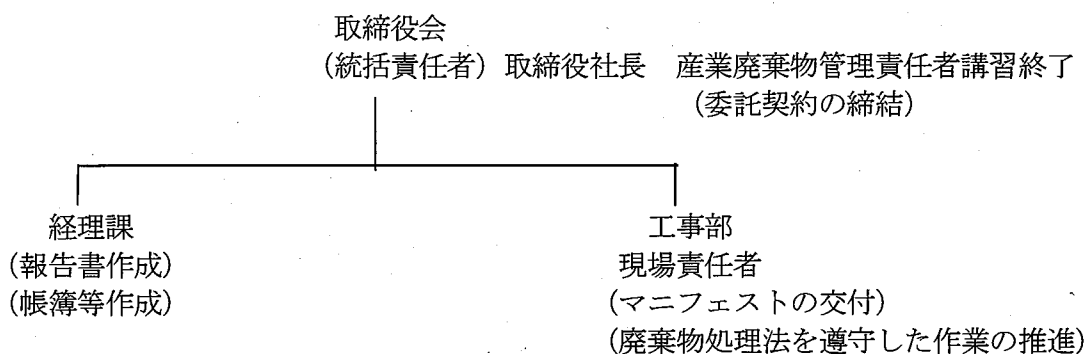 取締役会
(統括責任者) 取締役社長　産業廃棄物管理責任者講習終了
(委託契約の締結)
経理課
(報告書作成)
(帳簿等作成)
工事部
現場責任者
(マニフェストの交付)
(廃棄物処理法を遵守した作業の推進)